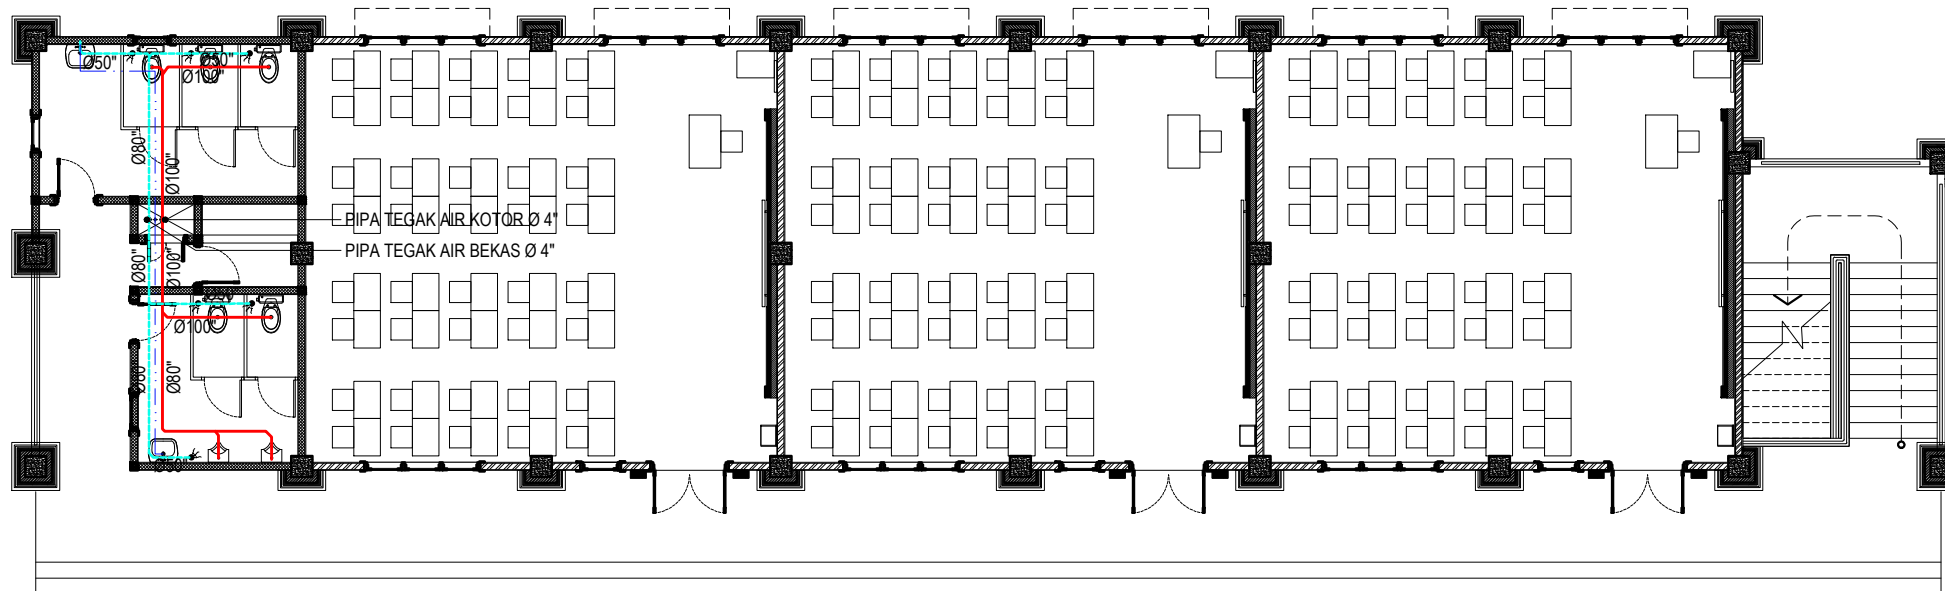 Ø50"
Ø50"
Ø100"
Ø80"
Ø100"
PIPA TEGAK AIR KOTOR Ø 4"
PIPA TEGAK AIR BEKAS Ø 4"
Ø80"
Ø100"
Ø100"
Ø80"
Ø80"
Ø50"